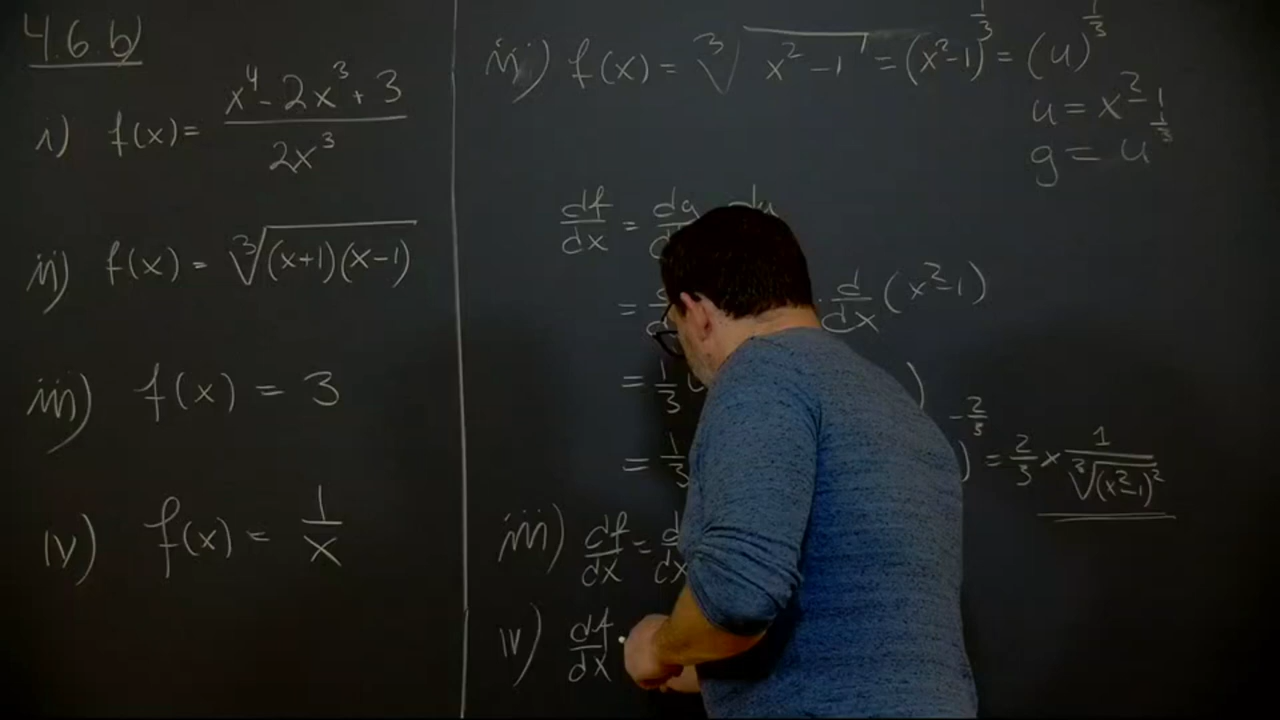 4.6.b)
i) f(x)= (x⁴-2x³+3)/(2x³)
ii) f(x)= ∛((x+1)(x-1))
iii) f(x) = 3
iv) f(x) = 1/x
f(x) = ∛(x²-1) = (x²-1)^(1/3) = (u)^(1/3)
u = x²-1
g = u^(1/3)
df/dx =
= · d/dx (x²-1)
= 1/3
= 1/3 )^(-2/3) = 2/3 × 1/∛((x²-1)²)
iii) df/dx =
iv) df/dx